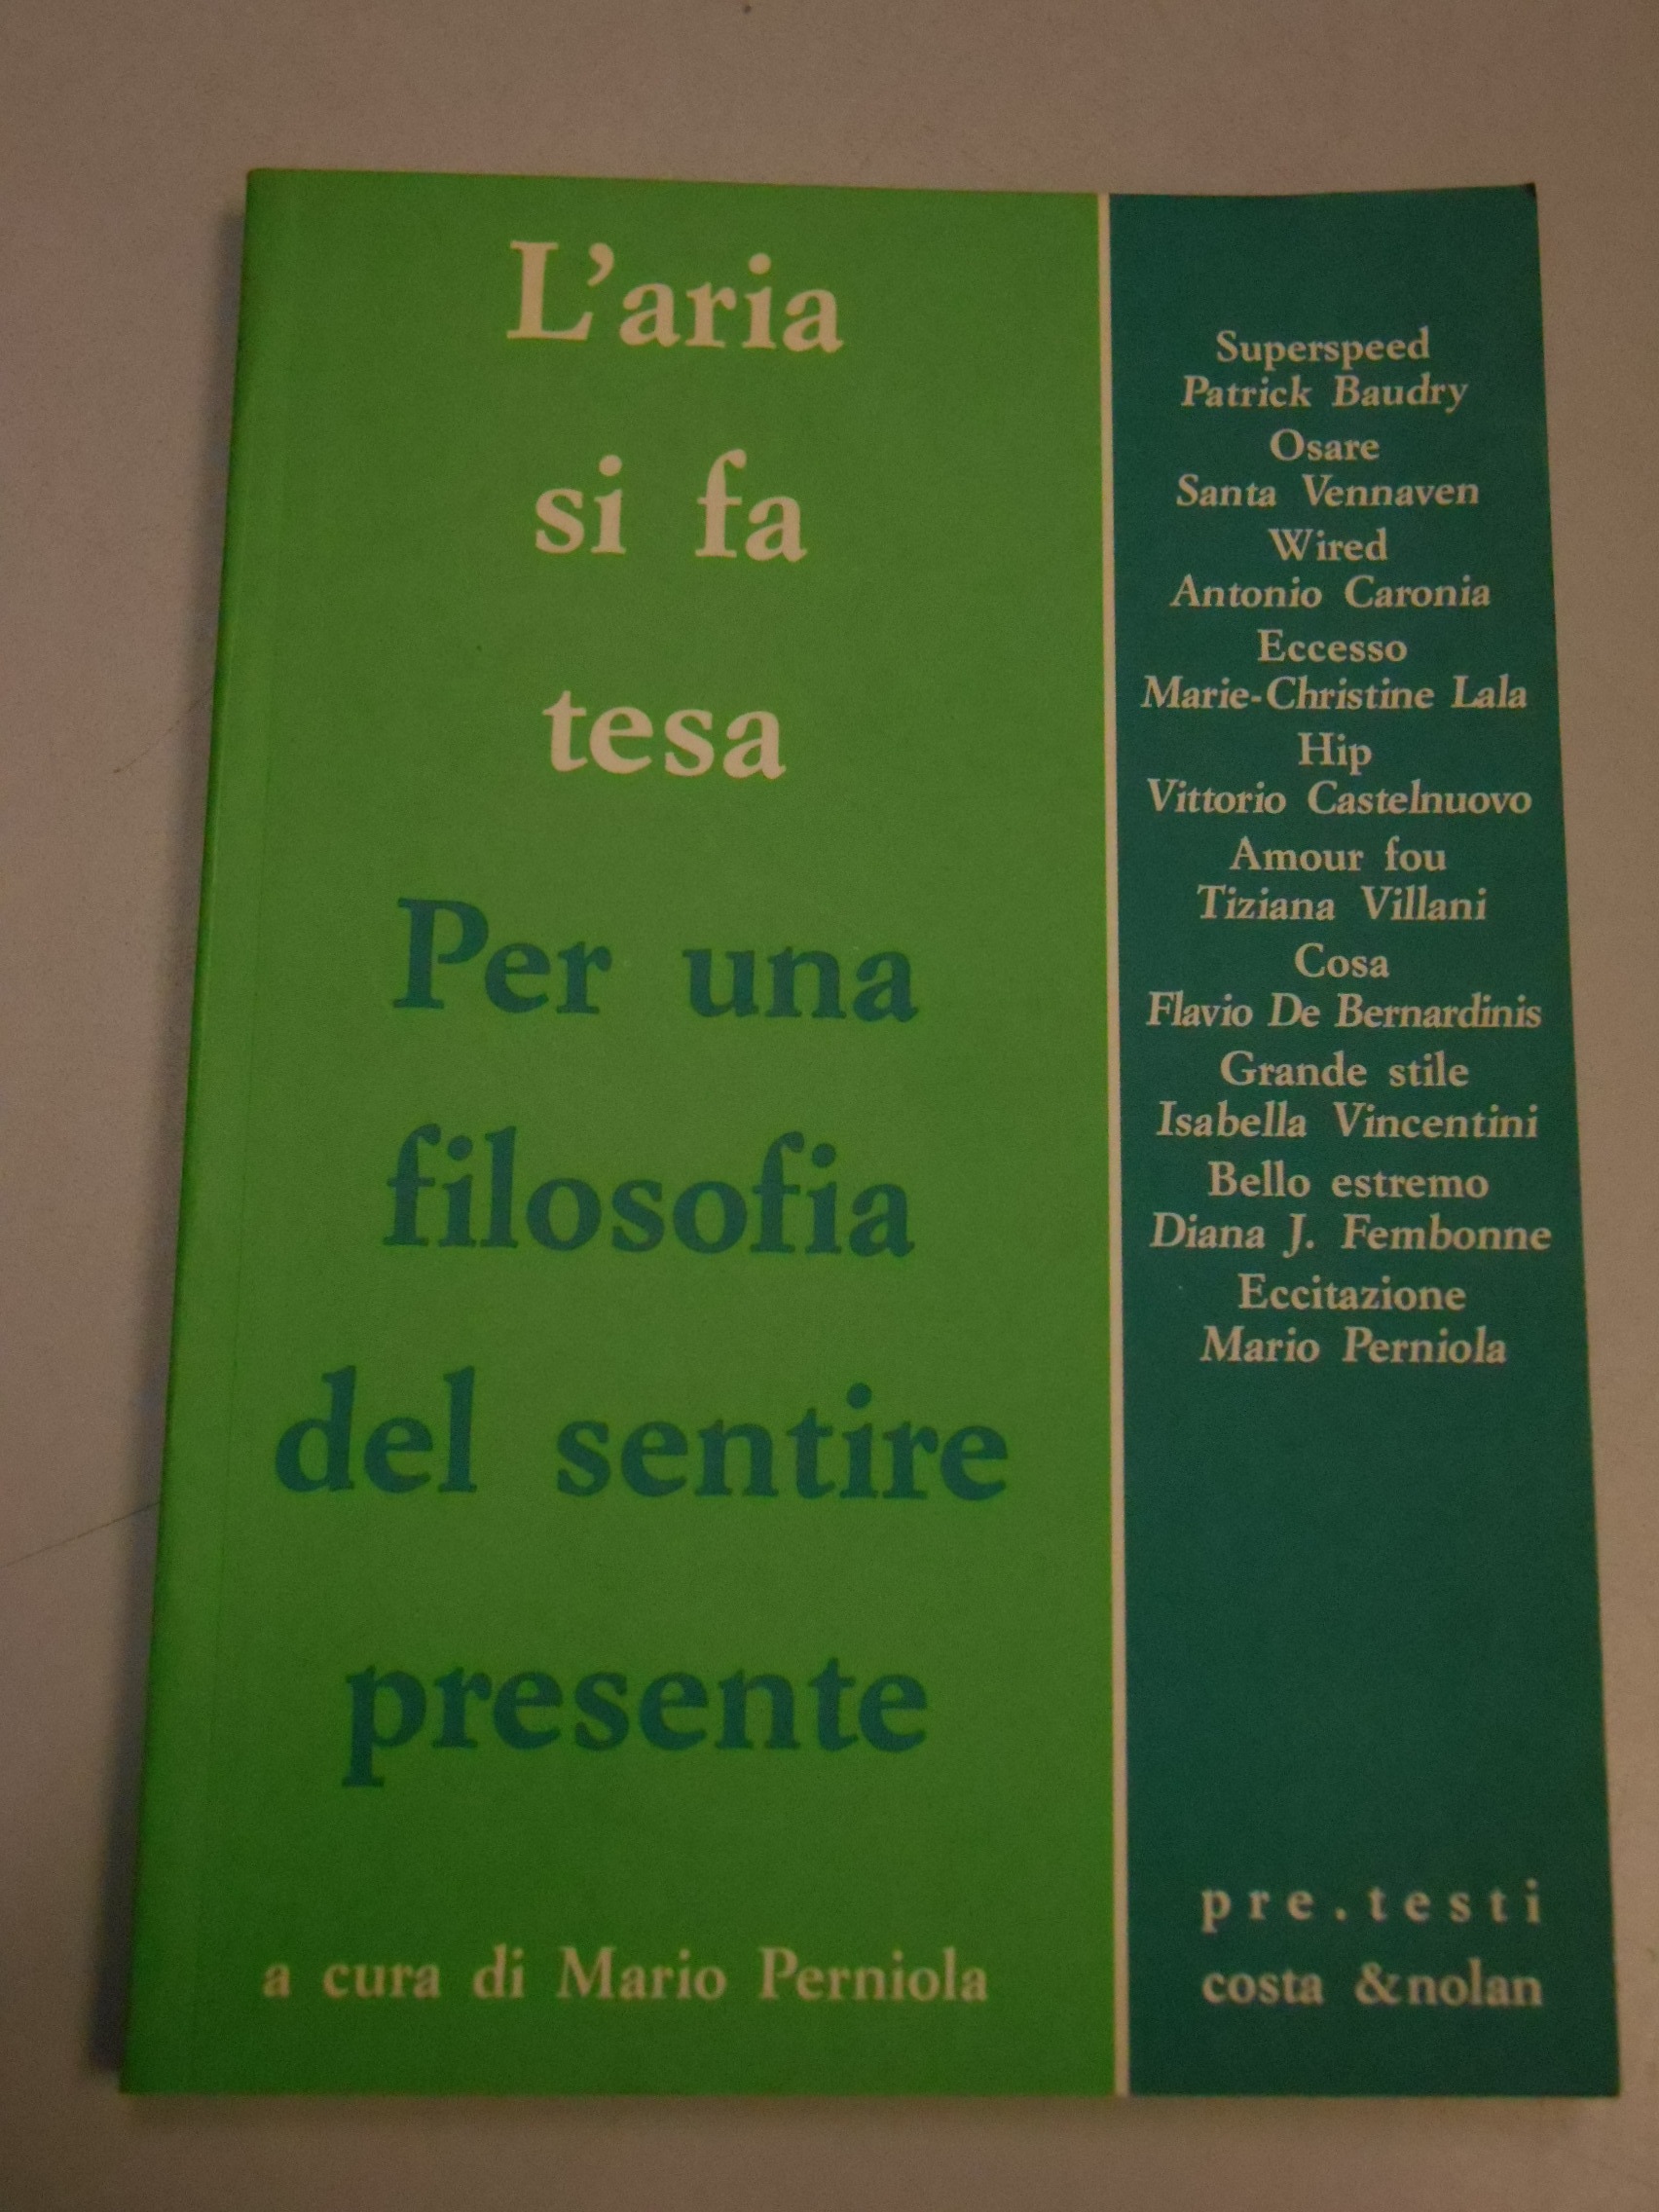 L'aria
si fa
tesa
Per una
filosofia
del sentire
presente
a cura di Mario Perniola
Superspeed
Patrick Baudry
Osare
Santa Vennaven
Wired
Antonio Caronia
Eccesso
Marie-Christine Lala
Hip
Vittorio Castelnuovo
Amour fou
Tiziana Villani
Cosa
Flavio De Bernardinis
Grande stile
Isabella Vincentini
Bello estremo
Diana J. Fembonne
Eccitazione
Mario Perniola
pre.testi
costa &nolan